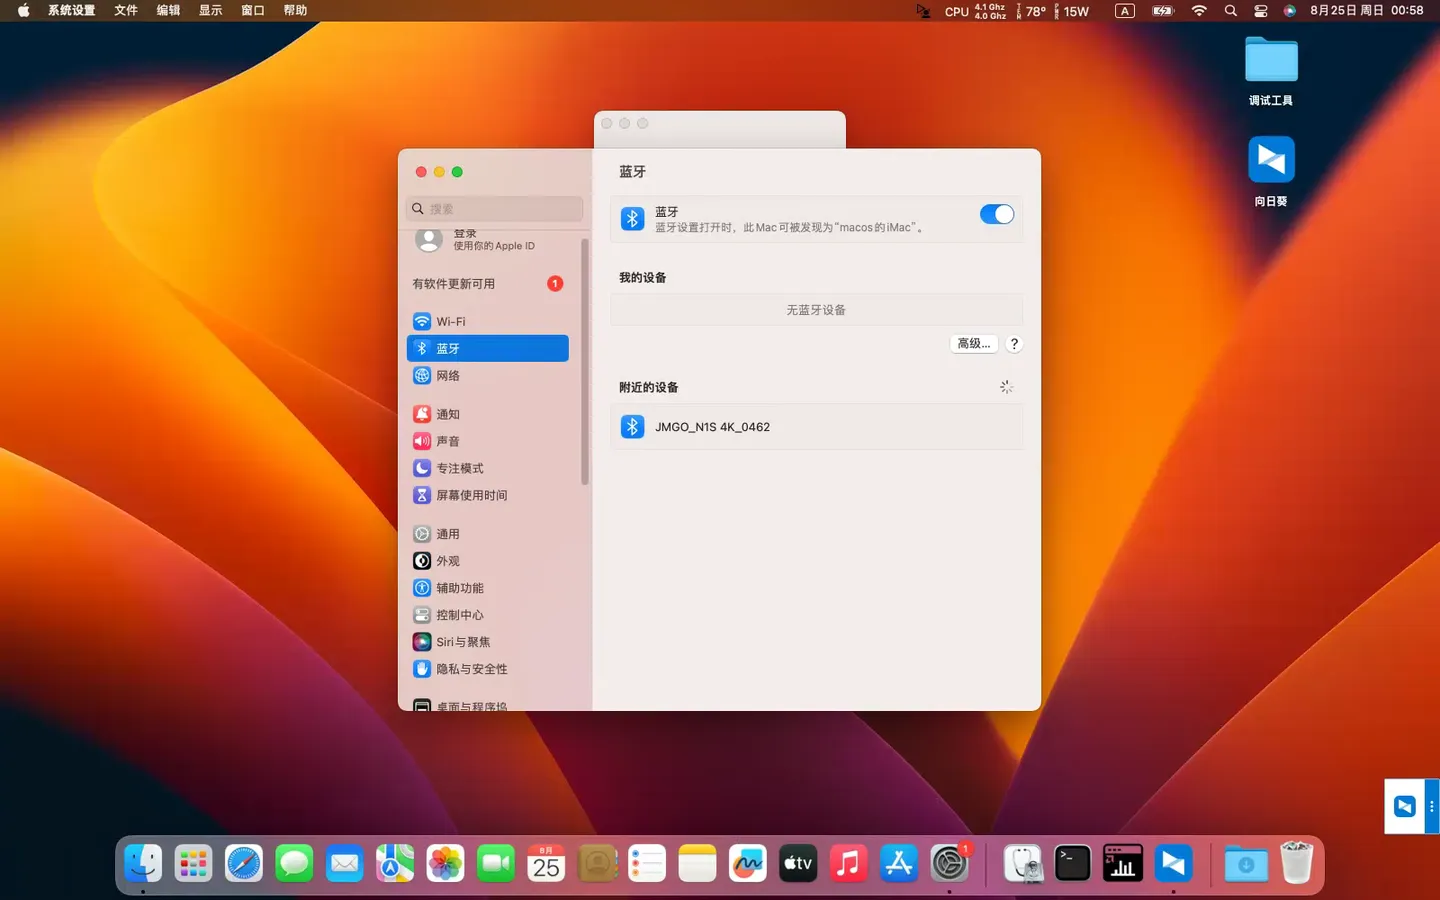 系统设置 文件 编辑 显示 窗口 帮助
CPU 4.1 Ghz 4.0 Ghz 78° 15W A 8月25日 周日 00:58
调试工具
向日葵
搜索
登录
使用你的 Apple ID
有软件更新可用 1
Wi-Fi
蓝牙
网络
通知
声音
专注模式
屏幕使用时间
通用
外观
辅助功能
控制中心
Siri与聚焦
隐私与安全性
桌面与程序坞
蓝牙
蓝牙
蓝牙设置打开时，此 Mac 可被发现为“macos的iMac”。
我的设备
无蓝牙设备
高级... ?
附近的设备
JMGO_N1S 4K_0462
8月
25
tv
1